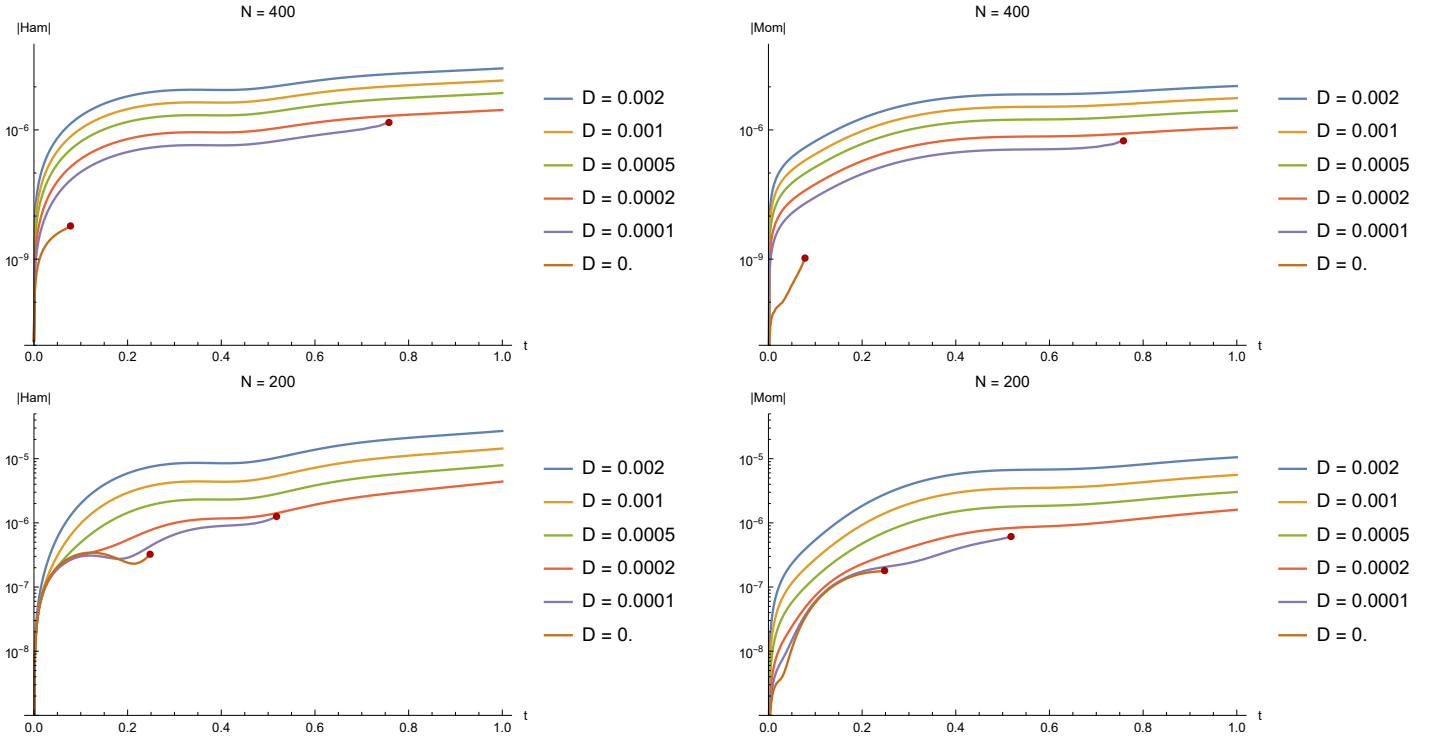 N = 400
|Ham|
10⁻⁶
10⁻⁹
0.0 0.2 0.4 0.6 0.8 1.0 t
D = 0.002
D = 0.001
D = 0.0005
D = 0.0002
D = 0.0001
D = 0.
N = 400
|Mom|
10⁻⁶
10⁻⁹
0.0 0.2 0.4 0.6 0.8 1.0 t
D = 0.002
D = 0.001
D = 0.0005
D = 0.0002
D = 0.0001
D = 0.
N = 200
|Ham|
10⁻⁵
10⁻⁶
10⁻⁷
10⁻⁸
0.0 0.2 0.4 0.6 0.8 1.0 t
D = 0.002
D = 0.001
D = 0.0005
D = 0.0002
D = 0.0001
D = 0.
N = 200
|Mom|
10⁻⁵
10⁻⁶
10⁻⁷
10⁻⁸
0.0 0.2 0.4 0.6 0.8 1.0 t
D = 0.002
D = 0.001
D = 0.0005
D = 0.0002
D = 0.0001
D = 0.